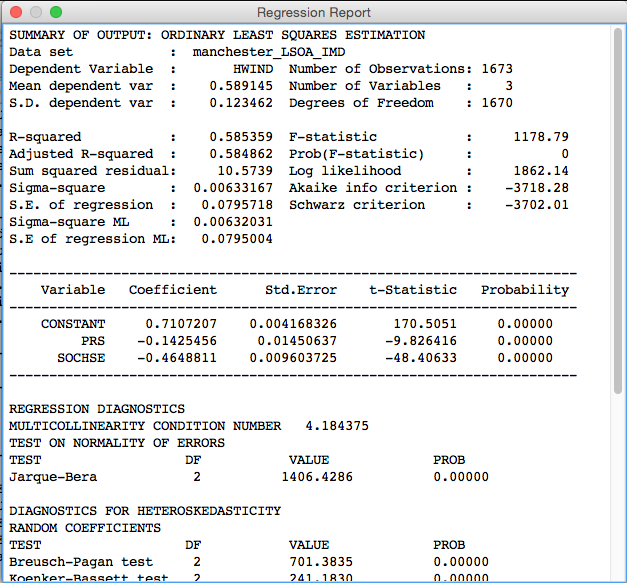 Regression Report
SUMMARY OF OUTPUT: ORDINARY LEAST SQUARES ESTIMATION
Data set : manchester_LSOA_IMD
Dependent Variable : HWIND Number of Observations: 1673
Mean dependent var : 0.589145 Number of Variables : 3
S.D. dependent var : 0.123462 Degrees of Freedom : 1670
R-squared : 0.585359 F-statistic : 1178.79
Adjusted R-squared : 0.584862 Prob(F-statistic) : 0
Sum squared residual: 10.5739 Log likelihood : 1862.14
Sigma-square : 0.00633167 Akaike info criterion : -3718.28
S.E. of regression : 0.0795718 Schwarz criterion : -3702.01
Sigma-square ML : 0.00632031
S.E of regression ML: 0.0795004
-----------------------------------------------------------------------
Variable Coefficient Std.Error t-Statistic Probability
-----------------------------------------------------------------------
CONSTANT 0.7107207 0.004168326 170.5051 0.00000
PRS -0.1425456 0.01450637 -9.826416 0.00000
SOCHSE -0.4648811 0.009603725 -48.40633 0.00000
-----------------------------------------------------------------------
REGRESSION DIAGNOSTICS
MULTICOLLINEARITY CONDITION NUMBER 4.184375
TEST ON NORMALITY OF ERRORS
TEST DF VALUE PROB
Jarque-Bera 2 1406.4286 0.00000
DIAGNOSTICS FOR HETEROSKEDASTICITY
RANDOM COEFFICIENTS
TEST DF VALUE PROB
Breusch-Pagan test 2 701.3835 0.00000
Koenker-Bassett test 2 241.1830 0.00000